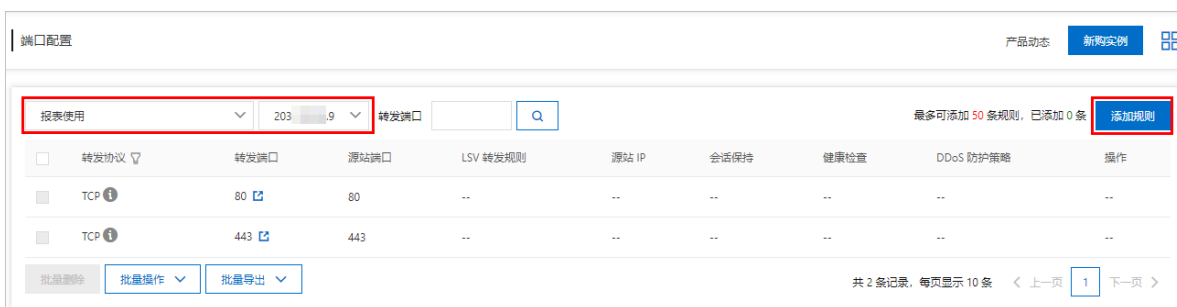 端口配置 产品动态 新购实例
报表使用 203 .9 转发端口 最多可添加 50 条规则，已添加 0 条 添加规则
转发协议 转发端口 源站端口 LSV 转发规则 源站 IP 会话保持 健康检查 DDoS 防护策略 操作
TCP 80 80 -- -- -- -- -- --
TCP 443 443 -- -- -- -- -- --
批量删除 批量操作 批量导出 共 2 条记录，每页显示 10 条 上一页 1 下一页